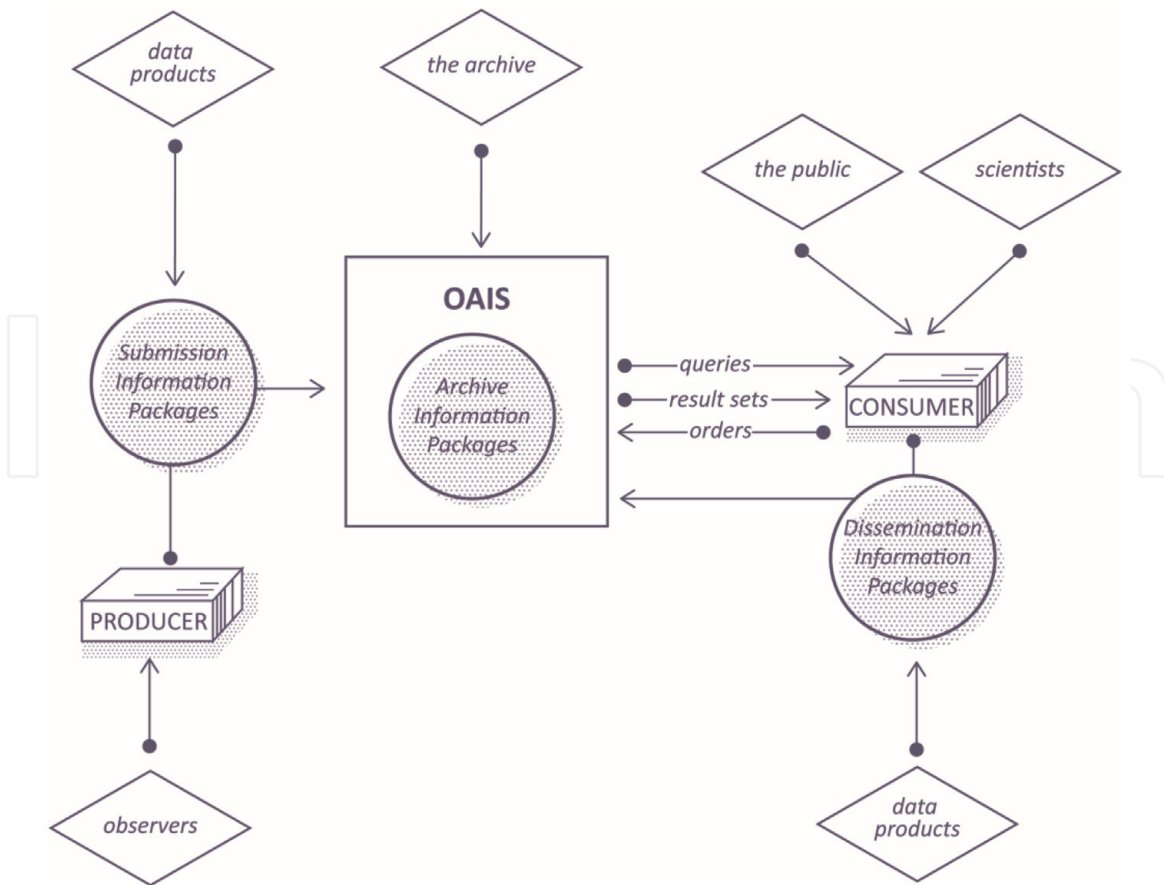 data
products
the archive
the public
scientists
OAIS
Submission
Information
Packages
Archive
Information
Packages
queries
result sets
orders
CONSUMER
Dissemination
Information
Packages
PRODUCER
observers
data
products